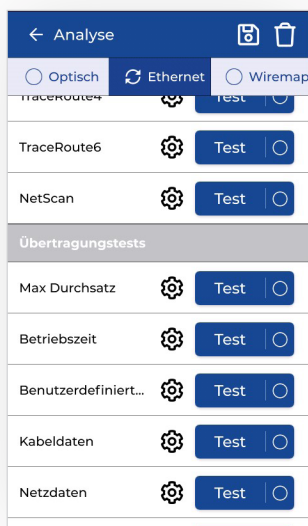 Analyse
Optisch Ethernet Wiremap
TraceRoute4 Test
TraceRoute6 Test
NetScan Test
Übertragungstests
Max Durchsatz Test
Betriebszeit Test
Benutzerdefiniert... Test
Kabeldaten Test
Netzdaten Test